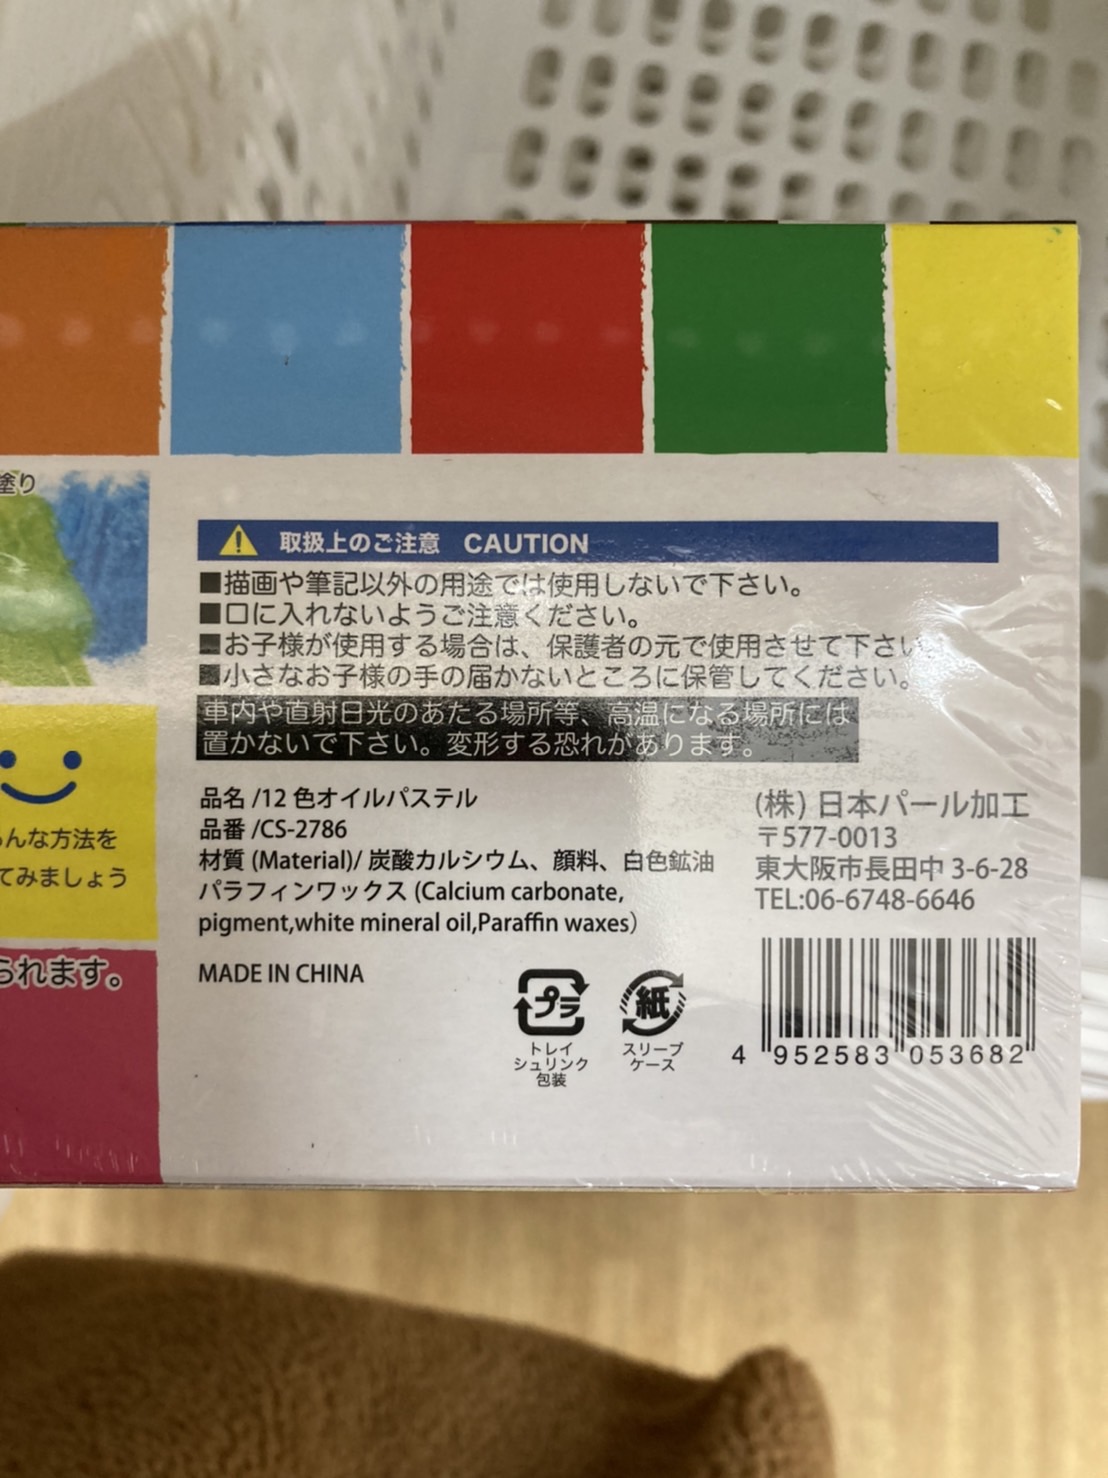 塗り
取扱上のご注意 CAUTION
■描画や筆記以外の用途では使用しないで下さい。
■口に入れないようご注意ください。
■お子様が使用する場合は、保護者の元で使用させて下さい。
■小さなお子様の手の届かないところに保管してください。
車内や直射日光のあたる場所等、高温になる場所には
置かないで下さい。変形する恐れがあります。
んな方法を
てみましょう
られます。
品名 /12 色オイルパステル
品番 /CS-2786
材質 (Material)/ 炭酸カルシウム、顔料、白色鉱油
パラフィンワックス (Calcium carbonate,
pigment,white mineral oil,Paraffin waxes)
MADE IN CHINA
(株) 日本パール加工
〒577-0013
東大阪市長田中 3-6-28
TEL:06-6748-6646
プラ
トレイ
シュリンク
包装
紙
スリーブ
ケース
4 952583 053682